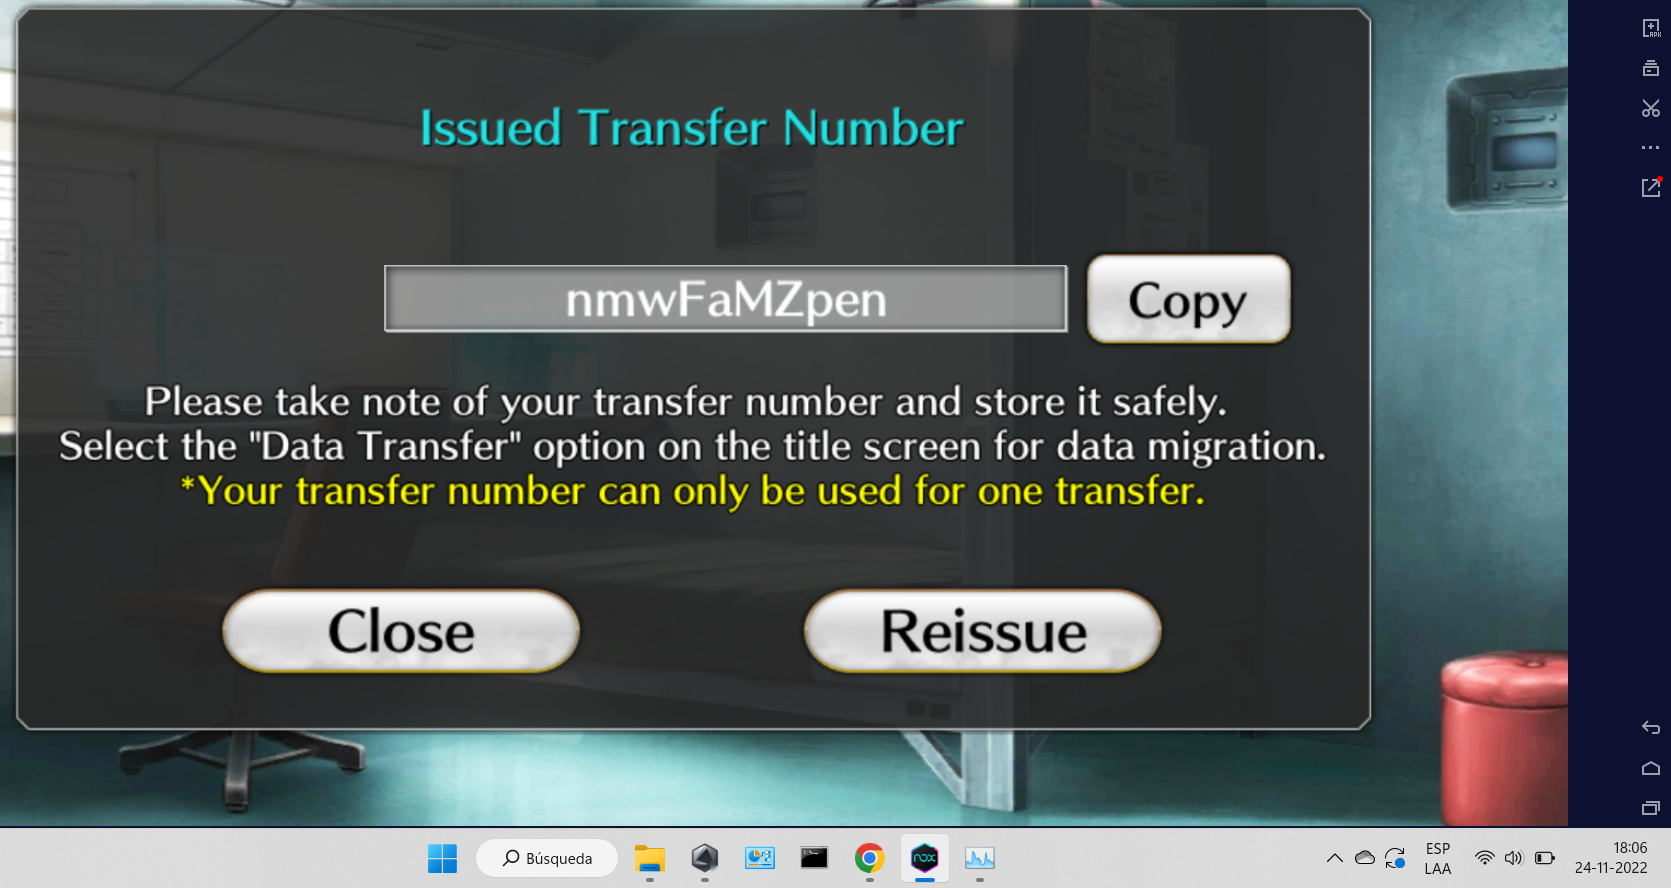 Issued Transfer Number
nmwFaMZpen
Copy
Please take note of your transfer number and store it safely.
Select the "Data Transfer" option on the title screen for data migration.
*Your transfer number can only be used for one transfer.
Close
Reissue
Búsqueda
nox
ESP
LAA
18:06
24-11-2022